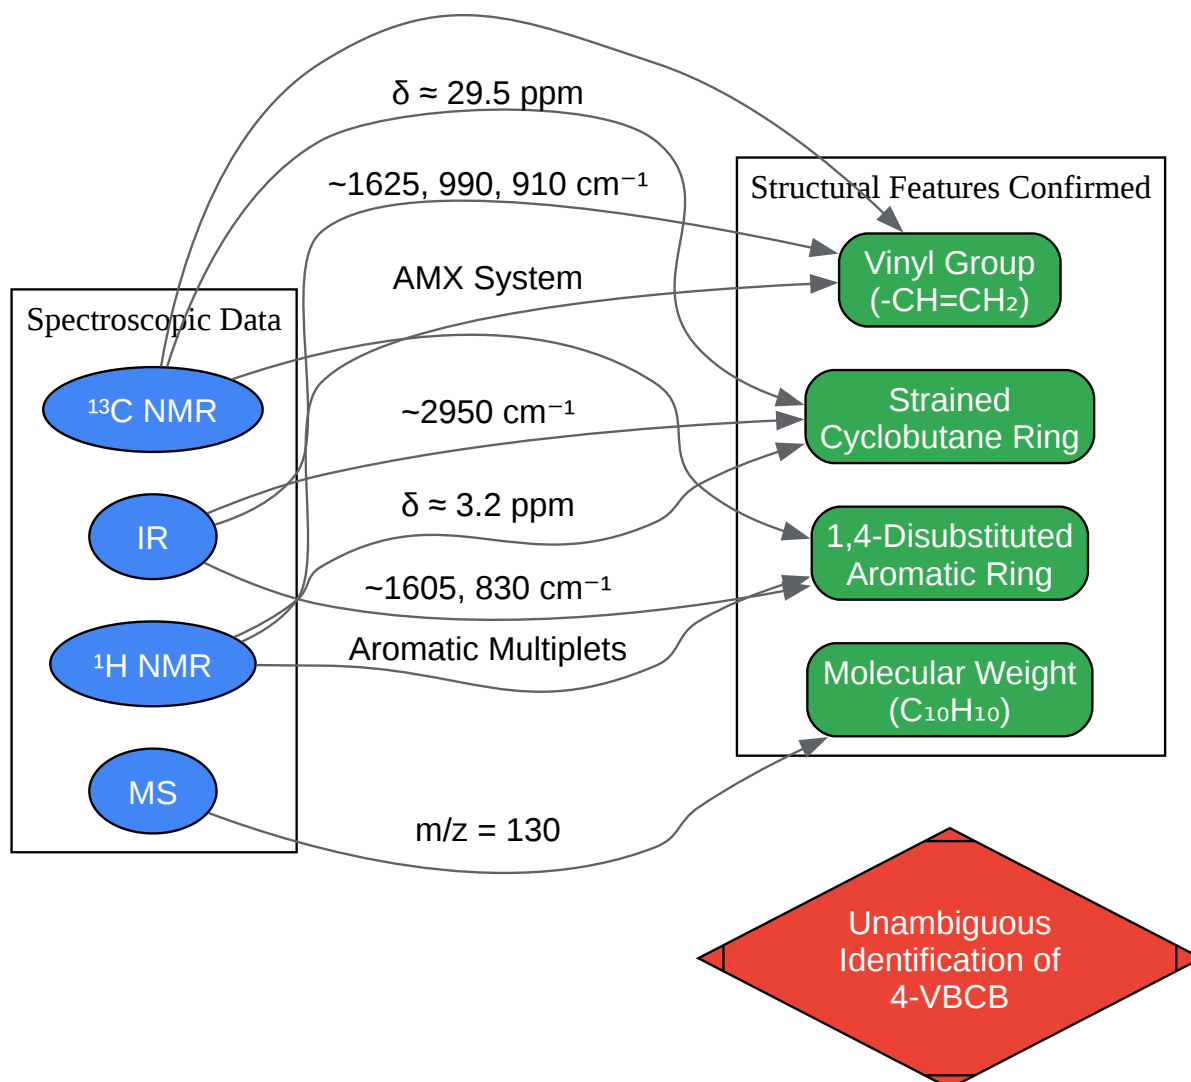 δ ≈ 29.5 ppm
~1625, 990, 910 cm⁻¹
Structural Features Confirmed
Vinyl Group
(-CH=CH₂)
AMX System
Spectroscopic Data
¹³C NMR
~2950 cm⁻¹
Strained
Cyclobutane Ring
IR
δ ≈ 3.2 ppm
1,4-Disubstituted
Aromatic Ring
~1605, 830 cm⁻¹
¹H NMR
Aromatic Multiplets
Molecular Weight
(C₁₀H₁₀)
MS
m/z = 130
Unambiguous
Identification of
4-VBCB